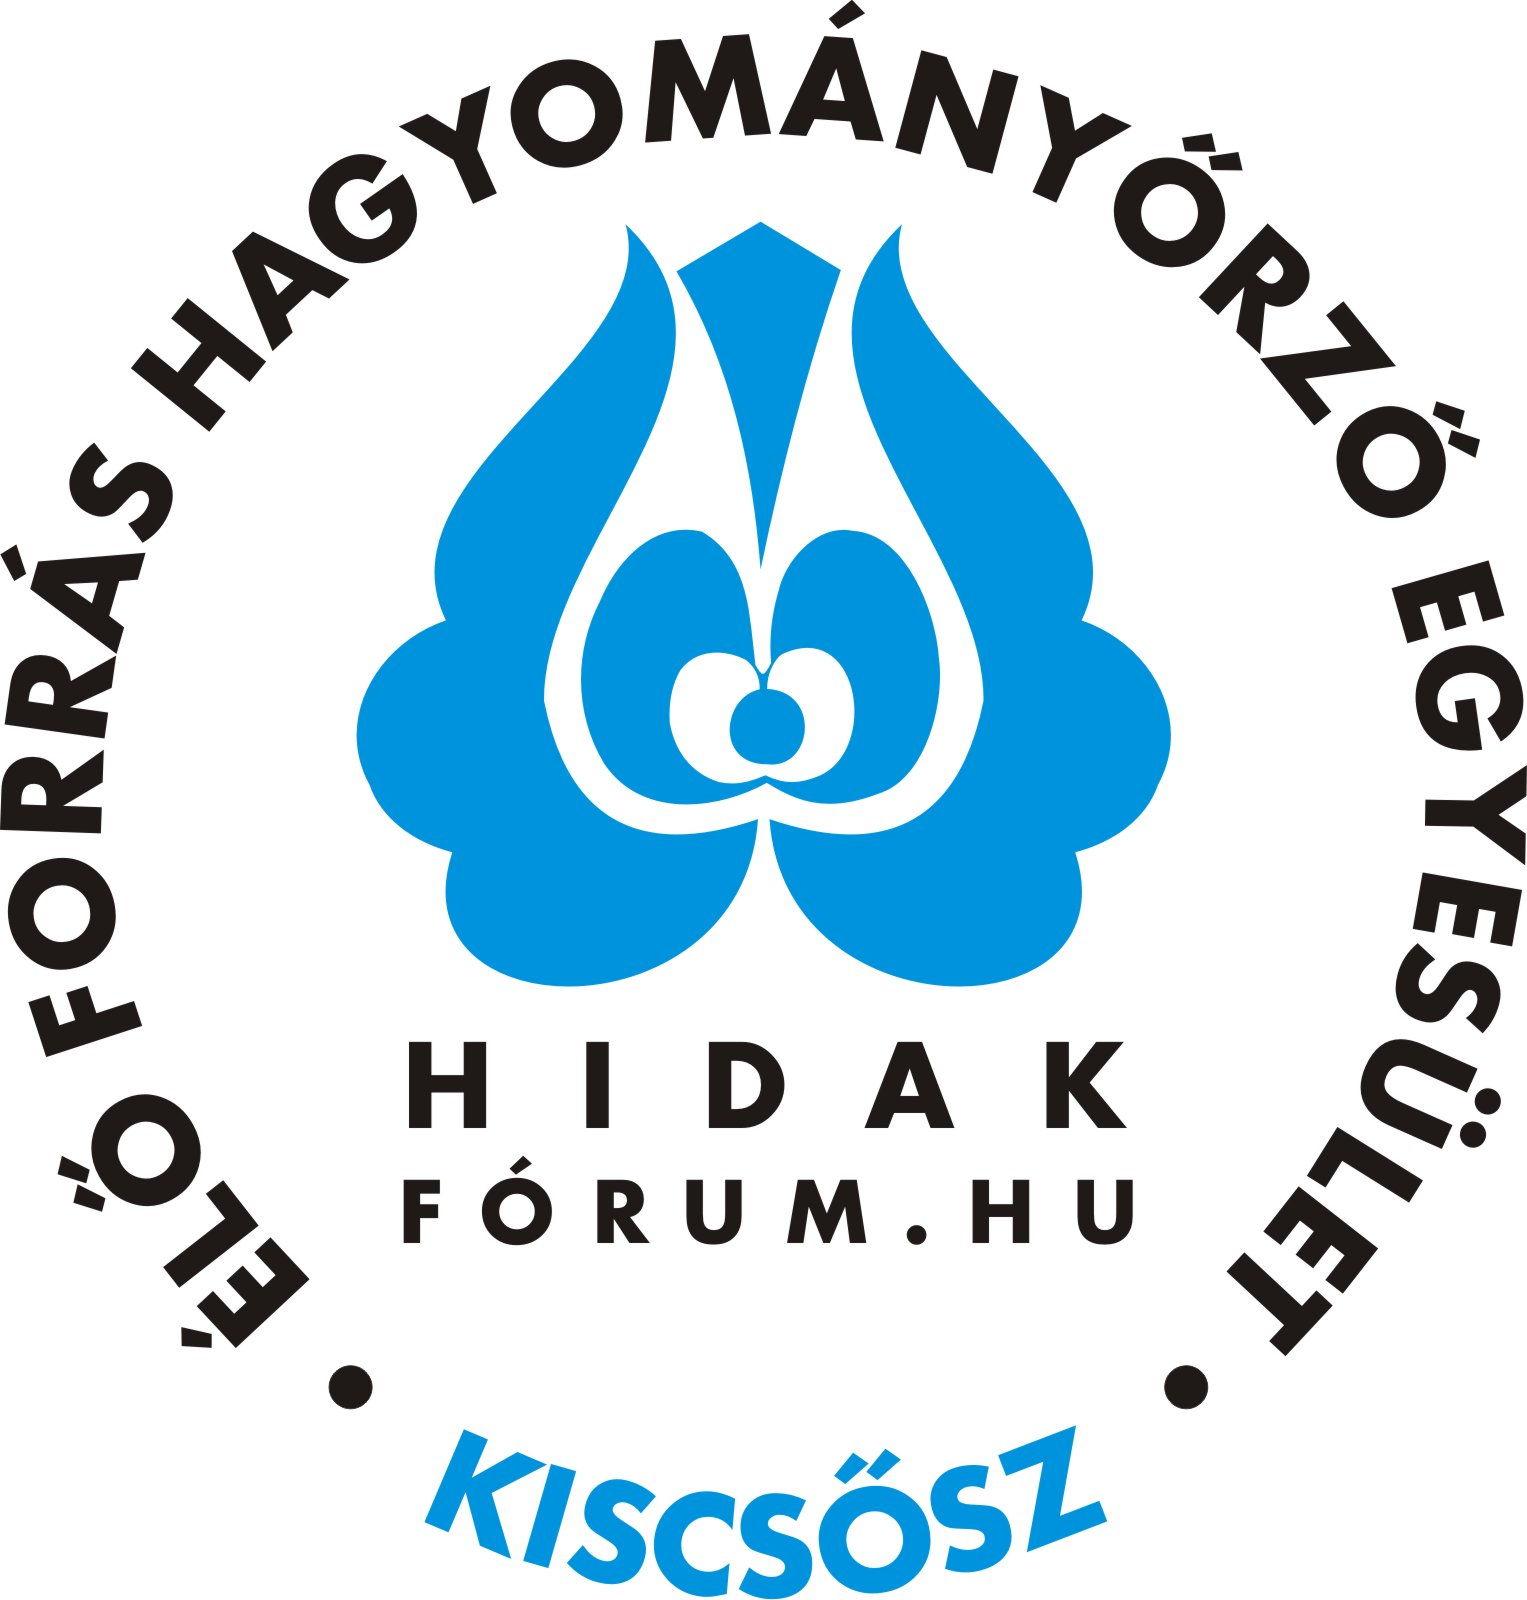 ÉLŐ FORRÁS HAGYOMÁNYŐRZŐ EGYESÜLET
HIDAK
FÓRUM.HU
• KISCSŐSZ •